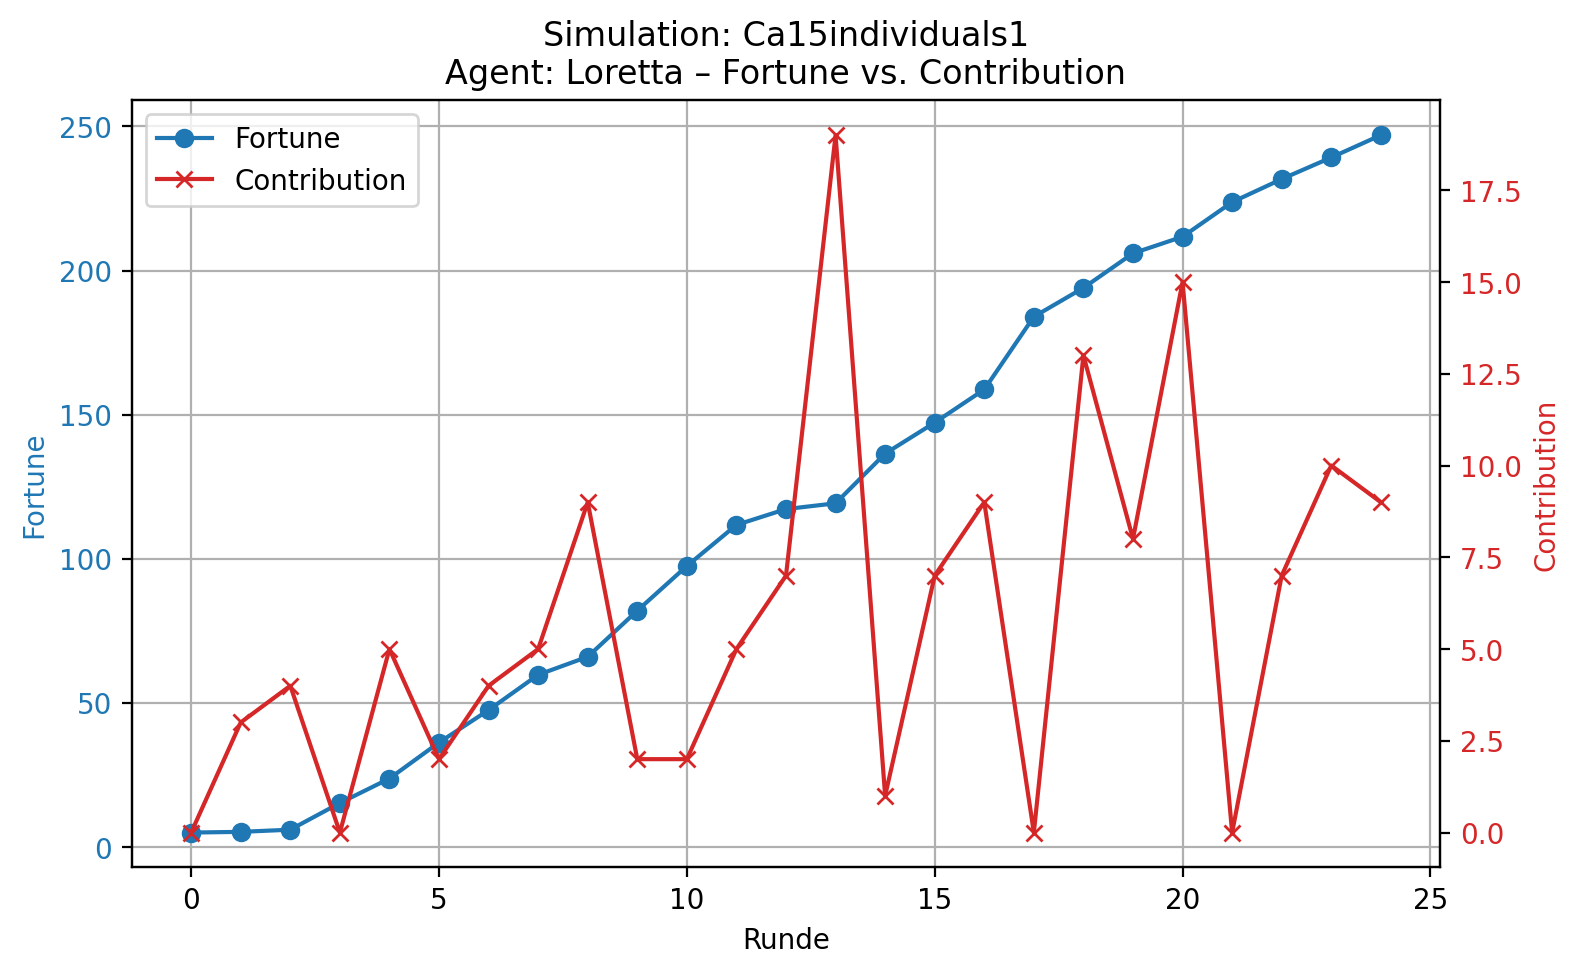 Simulation: Ca15individuals1
Agent: Loretta – Fortune vs. Contribution
Fortune
Contribution
250
200
150
100
50
0
Fortune
17.5
15.0
12.5
10.0
7.5
5.0
2.5
0.0
Contribution
0
5
10
15
20
25
Runde